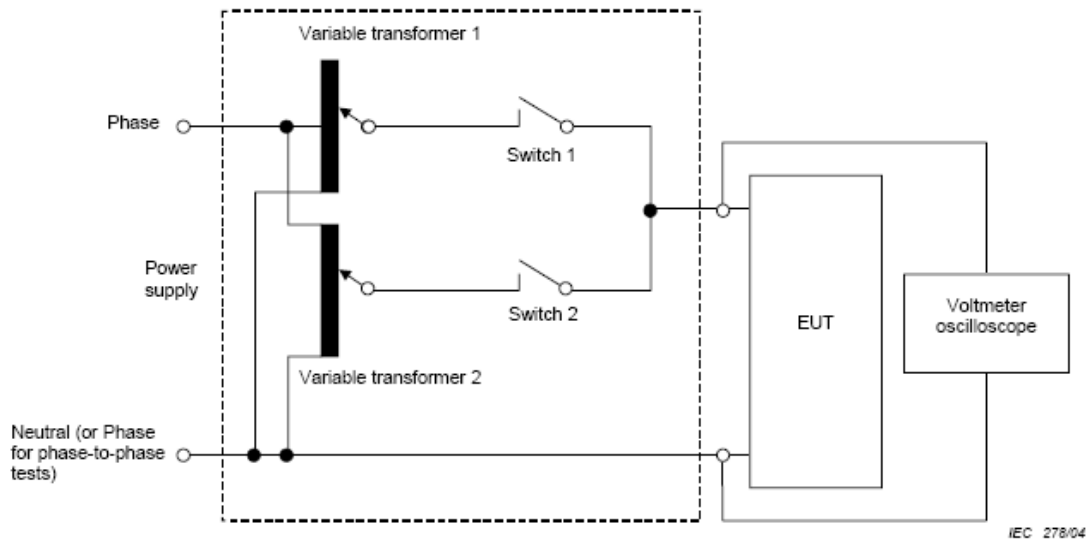 Variable transformer 1
Phase
Switch 1
Power
supply
Switch 2
EUT
Voltmeter
oscilloscope
Variable transformer 2
Neutral (or Phase
for phase-to-phase
tests)
IEC 278/04